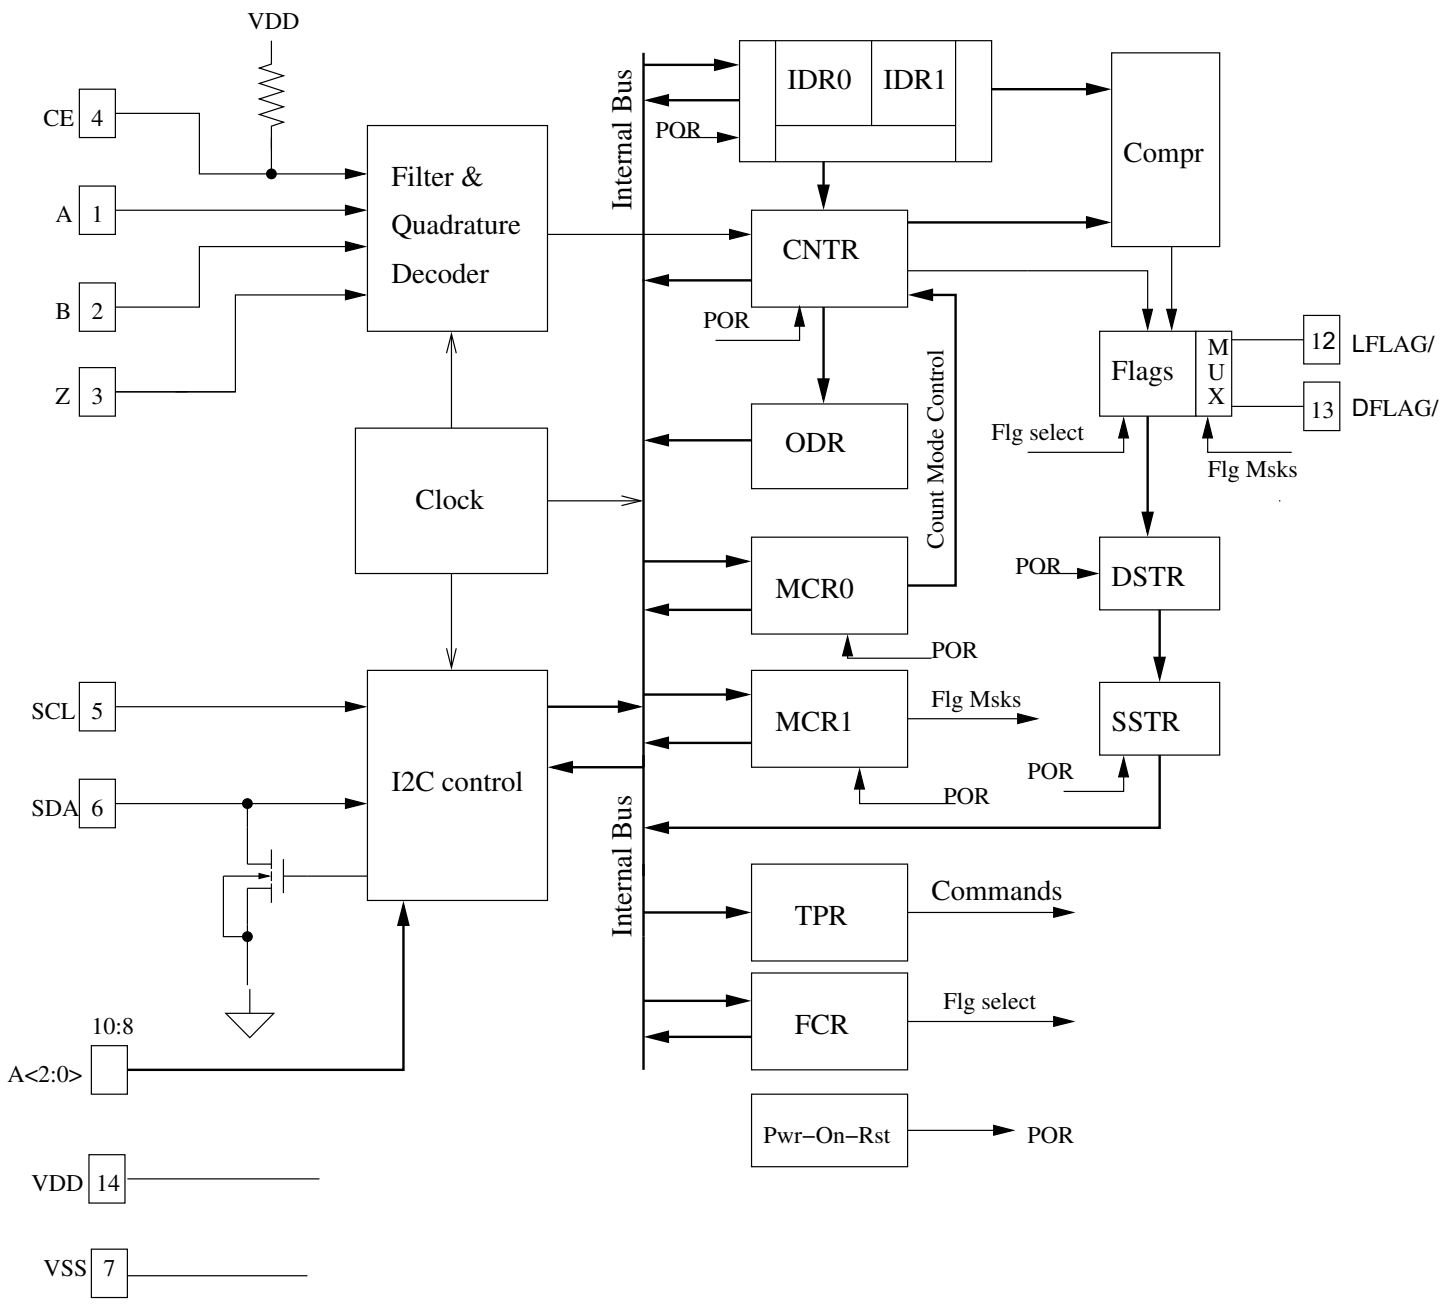 VDD
CE 4
A 1
B 2
Z 3
Filter &
Quadrature
Decoder
Clock
SCL 5
SDA 6
I2C control
10:8
A<2:0>
VDD 14
VSS 7
Internal Bus
Internal Bus
POR
IDR0 IDR1
Compr
CNTR
POR
ODR
Count Mode Control
MCR0
POR
MCR1
Flg Msks
POR
TPR
Commands
FCR
Flg select
Pwr−On−Rst
POR
Flags
M
U
X
12 LFLAG/
13 DFLAG/
Flg select
Flg Msks
POR
DSTR
SSTR
POR